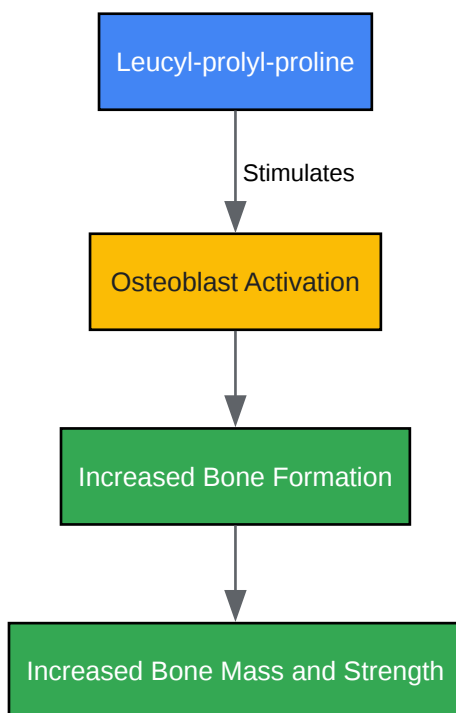 Leucyl-prolyl-proline
Stimulates
Osteoblast Activation
Increased Bone Formation
Increased Bone Mass and Strength